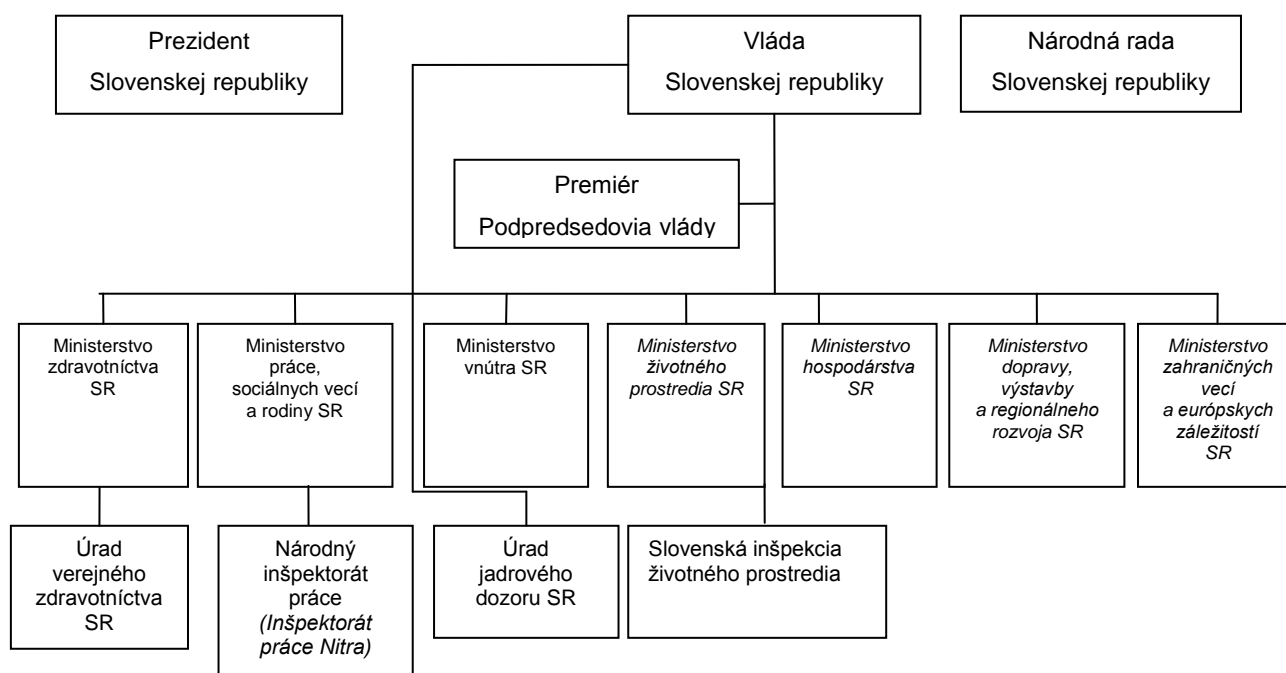 Prezident
Slovenskej republiky
Vláda
Slovenskej republiky
Národná rada
Slovenskej republiky
Premiér
Podpredsedovia vlády
Ministerstvo
zdravotníctva
SR
Ministerstvo
práce,
sociálnych vecí
a rodiny SR
Ministerstvo
vnútra SR
Ministerstvo
životného
prostredia SR
Ministerstvo
hospodárstva
SR
Ministerstvo
dopravy,
výstavby
a regionálneho
rozvoja SR
Ministerstvo
zahraničných
vecí
a európskych
záležitostí
SR
Úrad
verejného
zdravotníctva
SR
Národný
inšpektorát
práce
(Inšpektorát
práce Nitra)
Úrad
jadrového
dozoru SR
Slovenská inšpekcia
životného prostredia